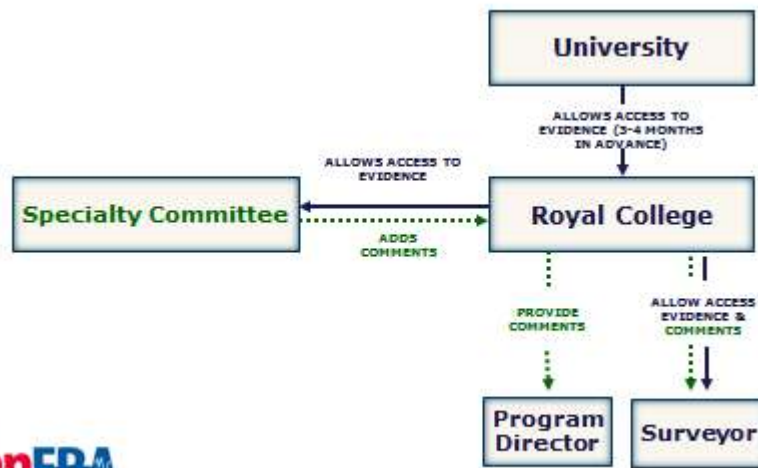 University
ALLOWS ACCESS TO
EVIDENCE (3-4 MONTHS
IN ADVANCE)
ALLOWS ACCESS TO
EVIDENCE
Specialty Committee
Royal College
ADDS
COMMENTS
PROVIDE
COMMENTS
ALLOW ACCESS
EVIDENCE &
COMMENTS
Program
Director
Surveyor